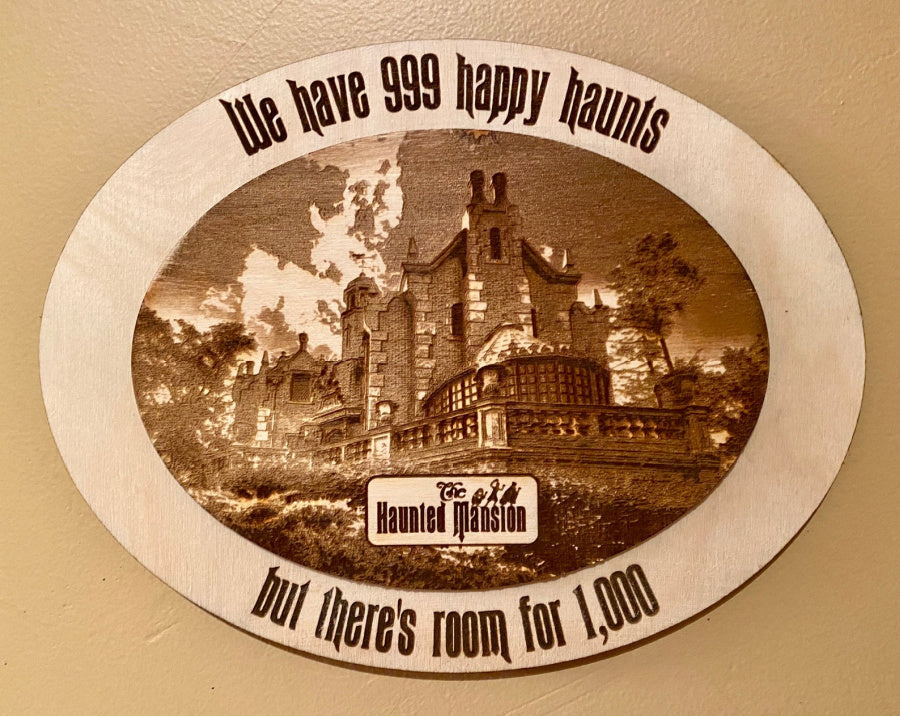 We have 999 happy haunts
The
Haunted Mansion
but there's room for 1,000